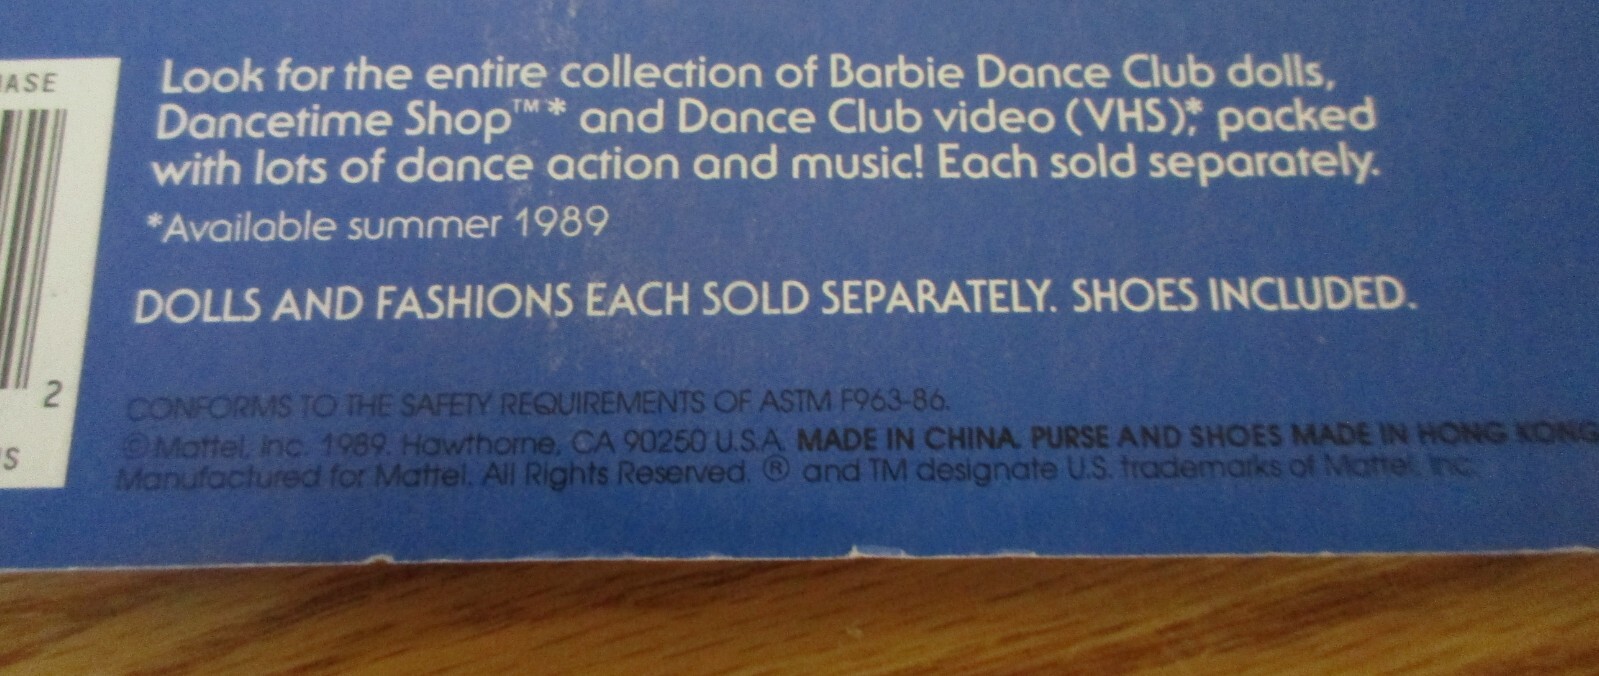 HASE
Look for the entire collection of Barbie Dance Club dolls,
Dancetime Shop™* and Dance Club video (VHS),* packed
with lots of dance action and music! Each sold separately.
*Available summer 1989
DOLLS AND FASHIONS EACH SOLD SEPARATELY. SHOES INCLUDED.
2
CONFORMS TO THE SAFETY REQUIREMENTS OF ASTM F963-86.
© Mattel, Inc. 1989. Hawthorne, CA 90250 U.S.A. MADE IN CHINA. PURSE AND SHOES MADE IN HONG KONG
Manufactured for Mattel. All Rights Reserved. ® and TM designate U.S. trademarks of Mattel, Inc.